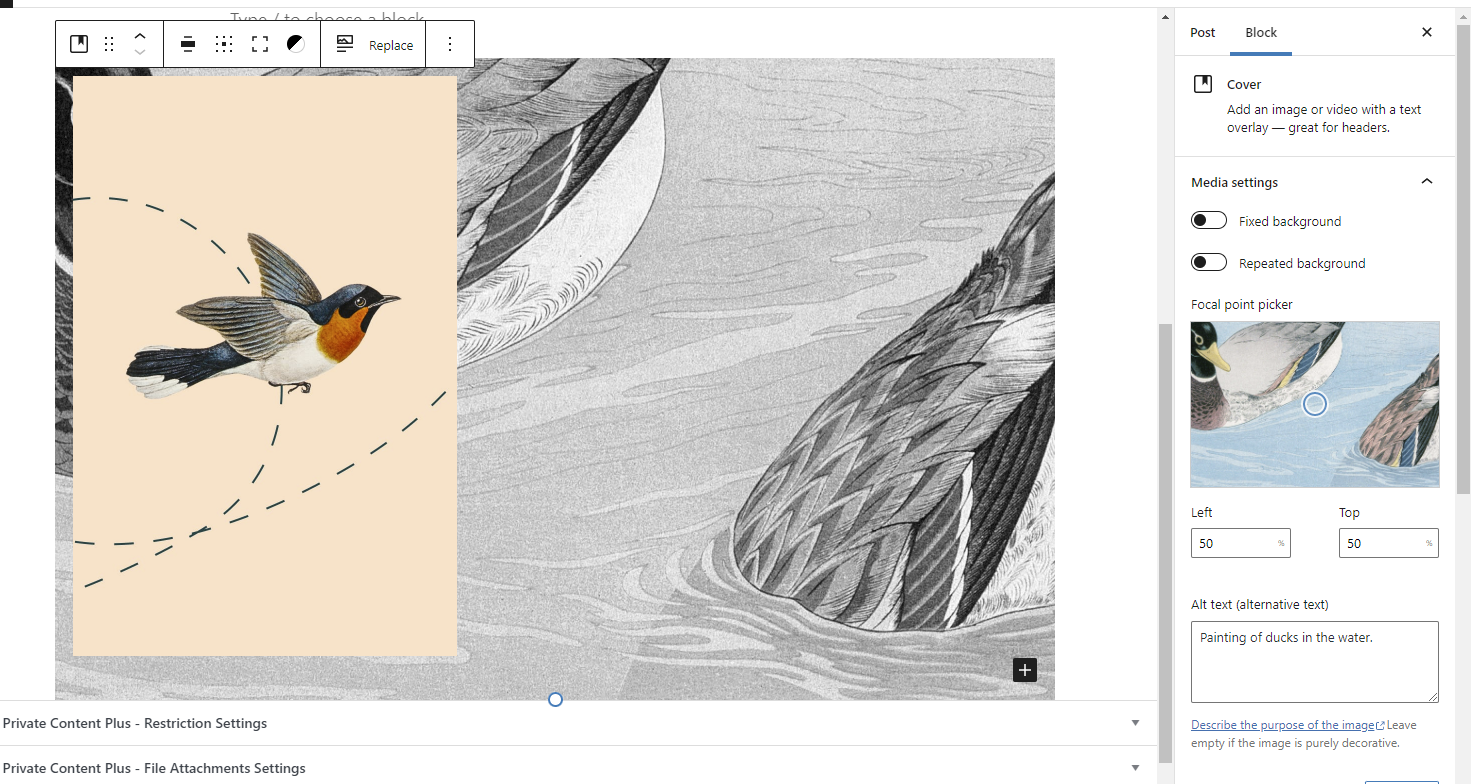 Type / to choose a block
Replace
Post
Block
Cover
Add an image or video with a text
overlay — great for headers.
Media settings
Fixed background
Repeated background
Focal point picker
Left
Top
50 %
50 %
Alt text (alternative text)
Painting of ducks in the water.
Describe the purpose of the image Leave
empty if the image is purely decorative.
Private Content Plus - Restriction Settings
Private Content Plus - File Attachments Settings